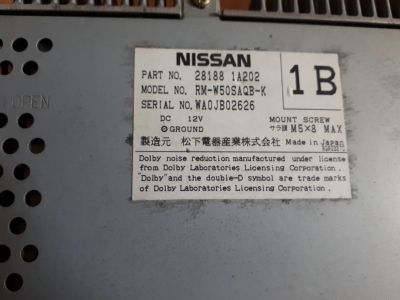 OPEN
NISSAN
PART NO. 28188 1A202
1B
MODEL NO. RM-W50SAQB-K
SERIAL NO. WA0JB02626
DC 12V
MOUNT SCREW
⏚ GROUND
サラ頭 M5×8 MAX
製造元 松下電器産業株式会社 Made in Japan
Dolby noise reduction manufactured under license
from Dolby Laboratories Licensing Corporation.
"Dolby" and the double-D symbol are trade marks
of Dolby Laboratories Licensing Corporation.